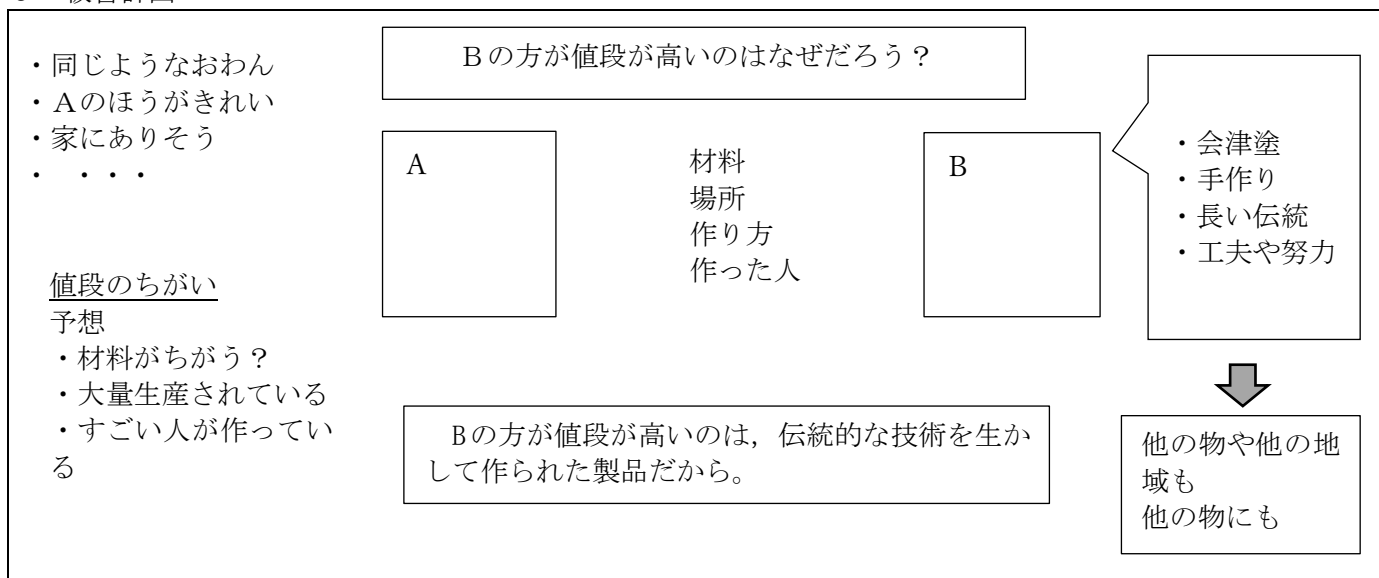 ・同じようなおわん
・Aのほうがきれい
・家にありそう
・ ・・・
値段のちがい
予想
・材料がちがう？
・大量生産されている
・すごい人が作ってい
る
Bの方が値段が高いのはなぜだろう？
A
材料
場所
作り方
作った人
B
・会津塗
・手作り
・長い伝統
・工夫や努力
Bの方が値段が高いのは，伝統的な技術を生か
して作られた製品だから。
他の物や他の地
域も
他の物にも